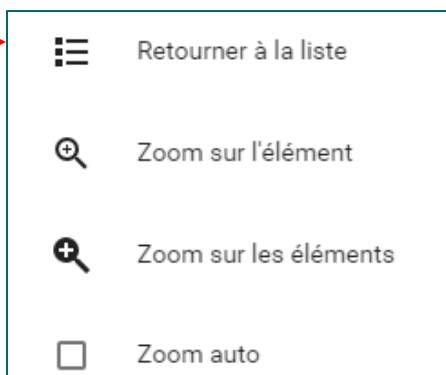 Retourner à la liste
Zoom sur l'élément
Zoom sur les éléments
Zoom auto